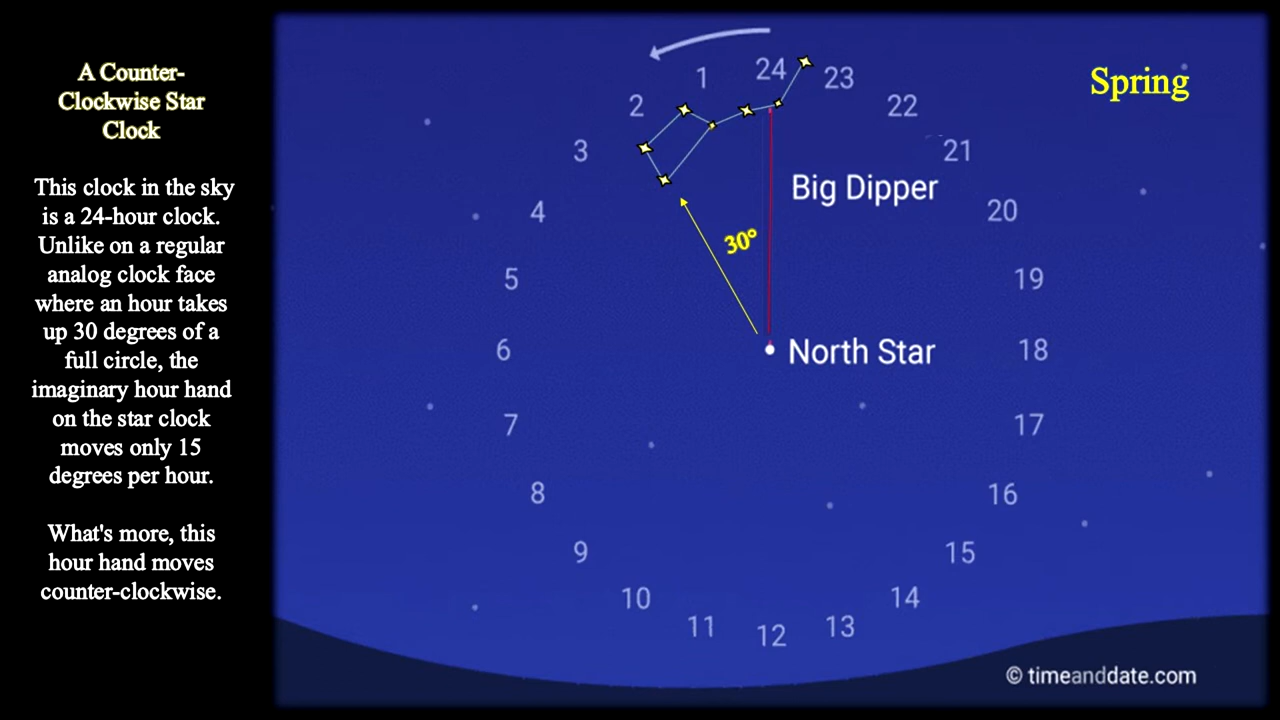 A Counter-
Clockwise Star
Clock
This clock in the sky
is a 24-hour clock.
Unlike on a regular
analog clock face
where an hour takes
up 30 degrees of a
full circle, the
imaginary hour hand
on the star clock
moves only 15
degrees per hour.
What's more, this
hour hand moves
counter-clockwise.
Spring
24
1
23
2
22
3
21
Big Dipper
4
20
30°
5
19
6
North Star
18
7
17
8
16
9
15
10
14
11
12
13
© timeanddate.com